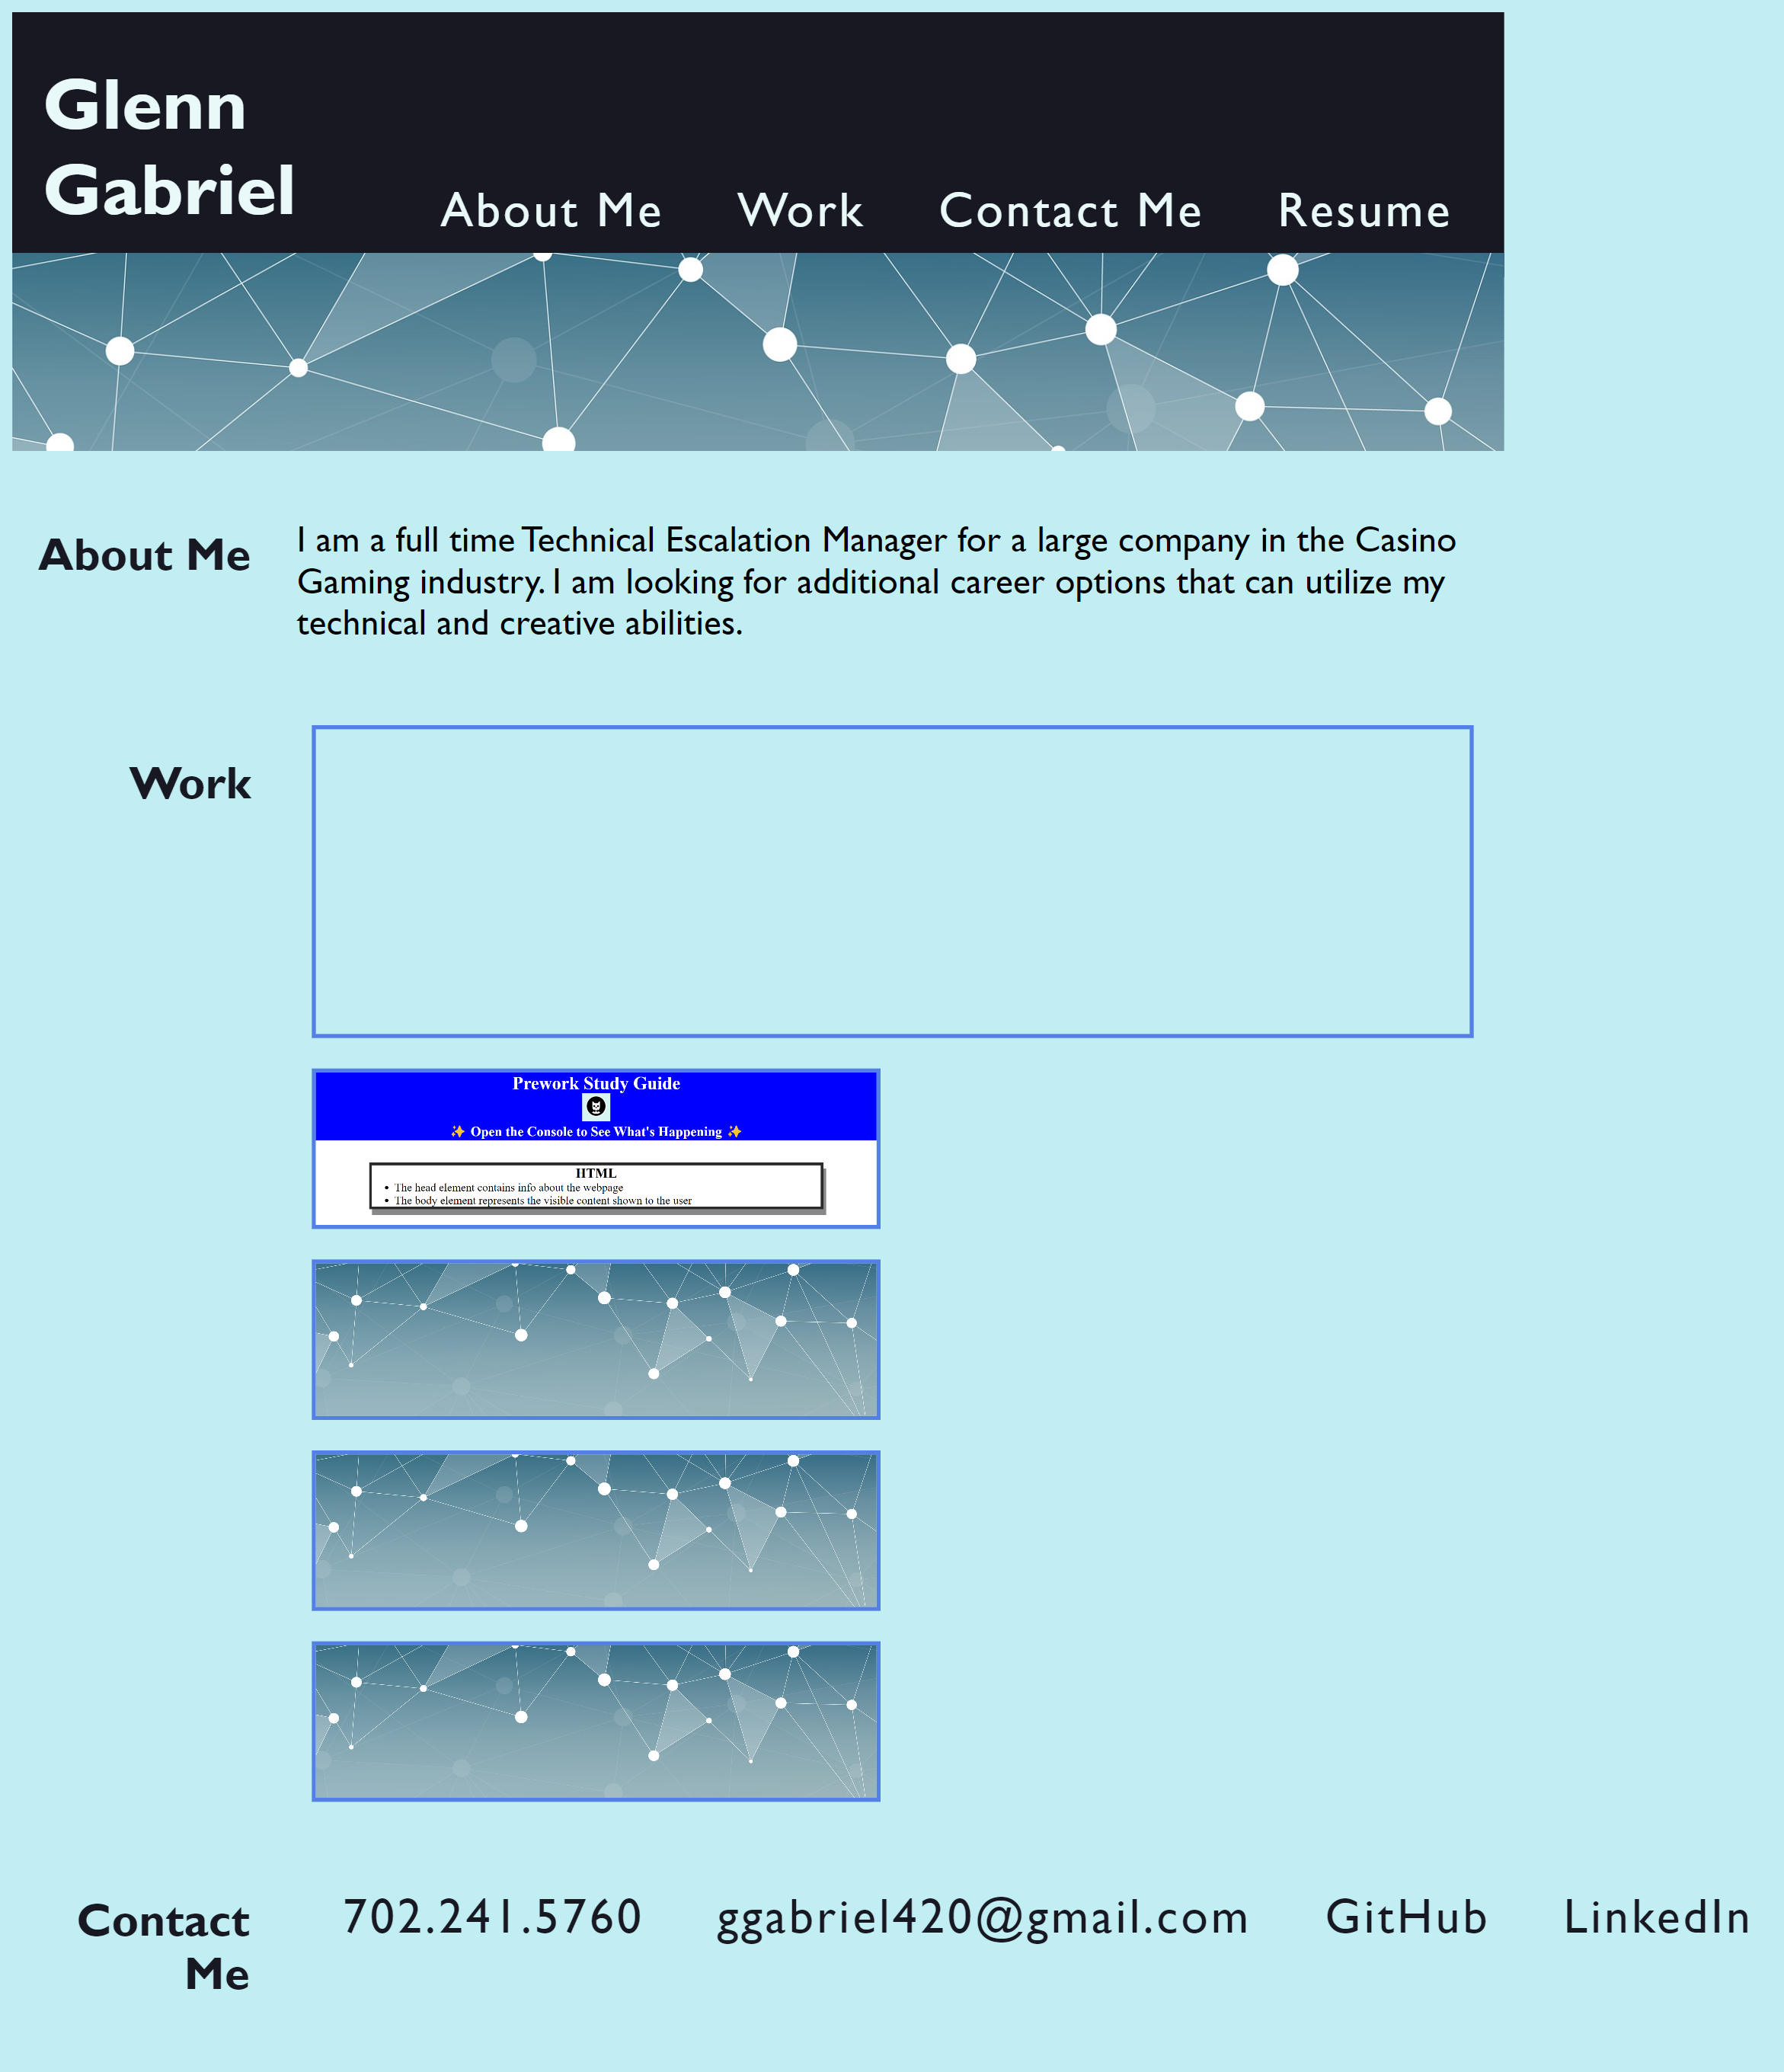 Glenn
Gabriel
About Me
Work
Contact Me
Resume
About Me
I am a full time Technical Escalation Manager for a large company in the Casino
Gaming industry. I am looking for additional career options that can utilize my
technical and creative abilities.
Work
Prework Study Guide
✨ Open the Console to See What's Happening ✨
HTML
• The head element contains info about the webpage
• The body element represents the visible content shown to the user
Contact
Me
702.241.5760
ggabriel420@gmail.com
GitHub
LinkedIn